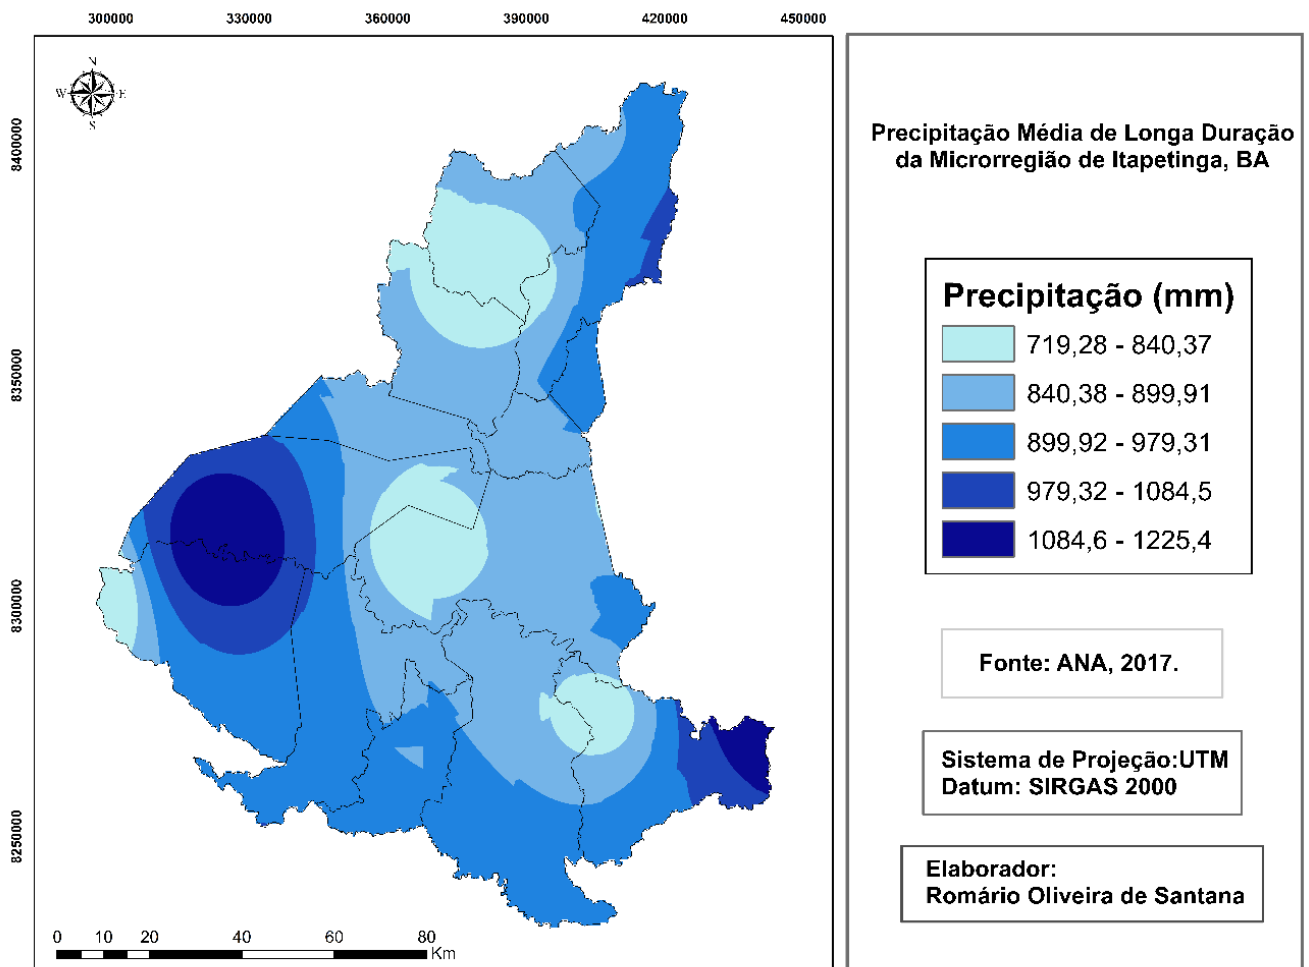 300000 330000 360000 390000 420000 450000
N
W E
S
8400000
8350000
8300000
8250000
0 10 20 40 60 80
Km
Precipitação Média de Longa Duração
da Microrregião de Itapetinga, BA
Precipitação (mm)
719,28 - 840,37
840,38 - 899,91
899,92 - 979,31
979,32 - 1084,5
1084,6 - 1225,4
Fonte: ANA, 2017.
Sistema de Projeção:UTM
Datum: SIRGAS 2000
Elaborador:
Romário Oliveira de Santana